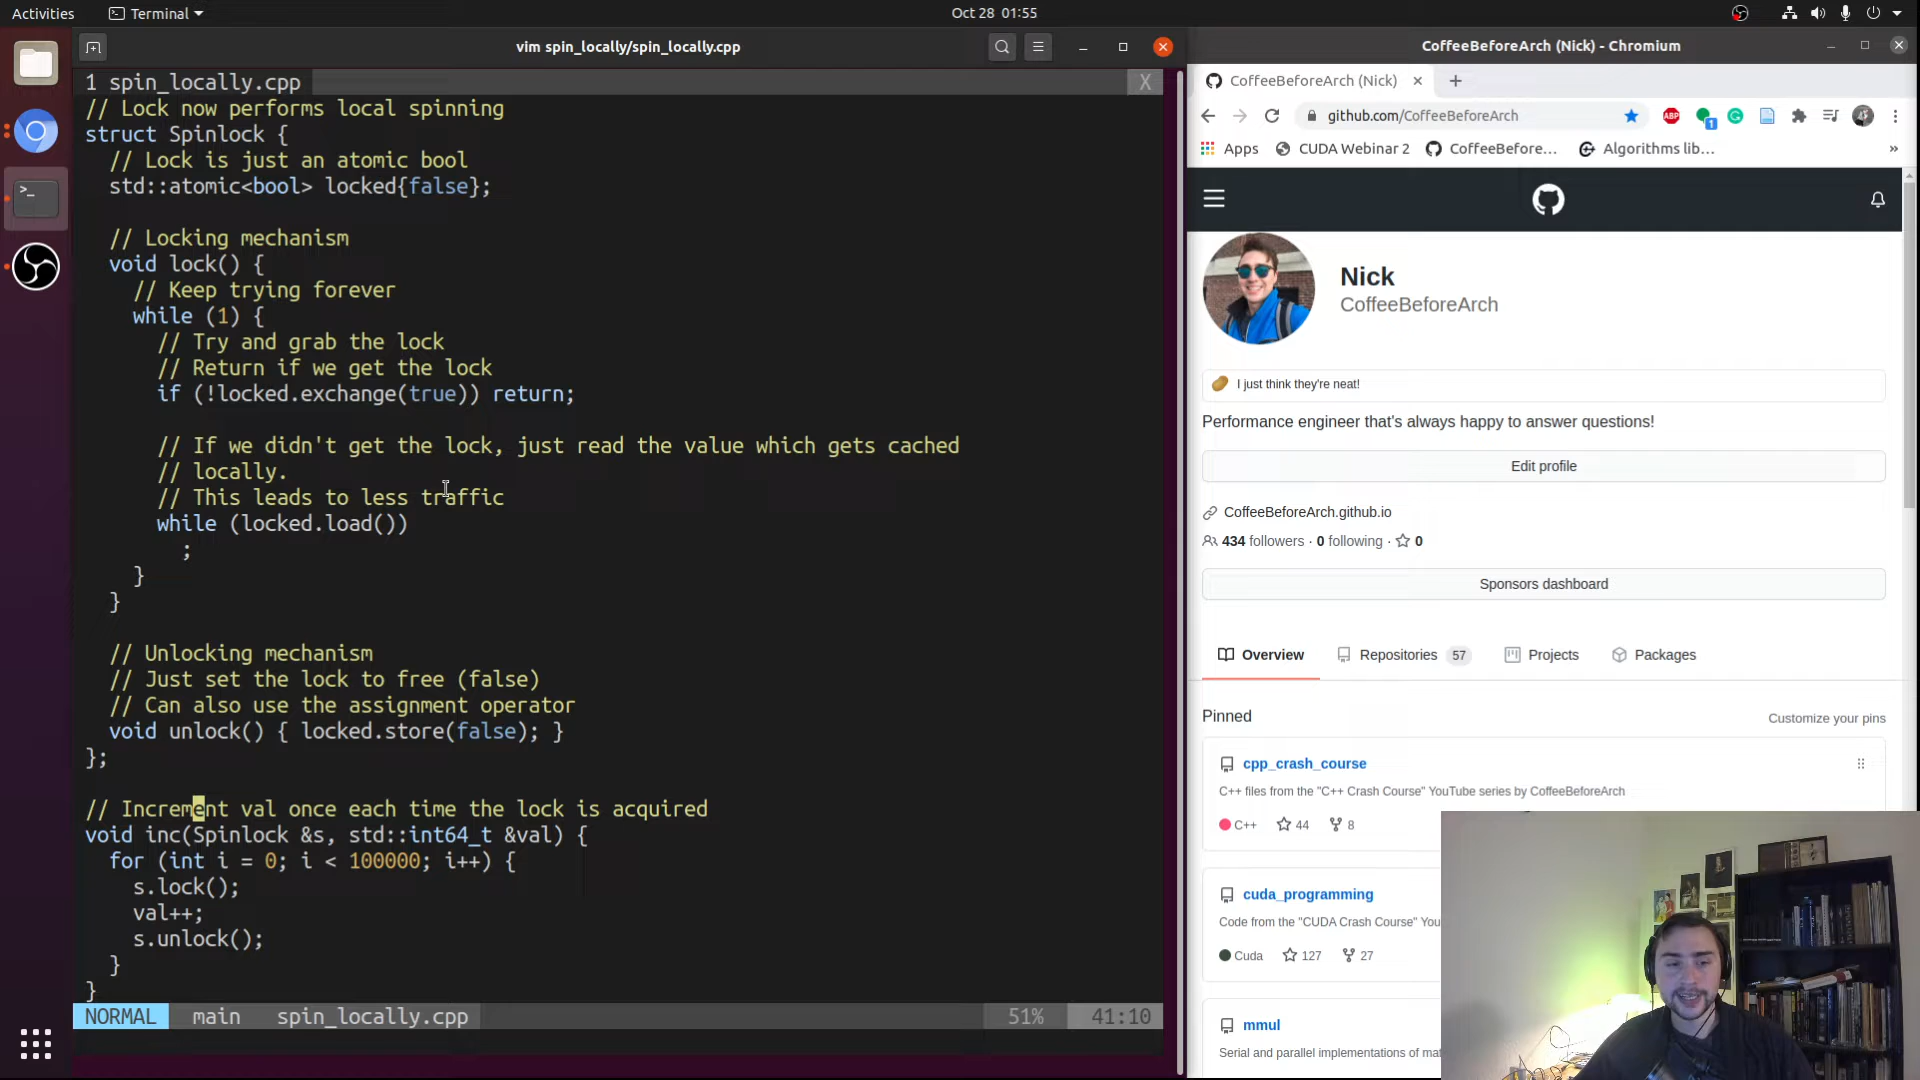 Activities
Terminal
Oct 28 01:55
vim spin_locally/spin_locally.cpp
1 spin_locally.cpp
X
// Lock now performs local spinning
struct Spinlock {
// Lock is just an atomic bool
std::atomic<bool> locked{false};
// Locking mechanism
void lock() {
// Keep trying forever
while (1) {
// Try and grab the lock
// Return if we get the lock
if (!locked.exchange(true)) return;
// If we didn't get the lock, just read the value which gets cached
// locally.
// This leads to less traffic
while (locked.load())
;
}
}
// Unlocking mechanism
// Just set the lock to free (false)
// Can also use the assignment operator
void unlock() { locked.store(false); }
};
// Increment val once each time the lock is acquired
void inc(Spinlock &s, std::int64_t &val) {
for (int i = 0; i < 100000; i++) {
s.lock();
val++;
s.unlock();
}
}
NORMAL main spin_locally.cpp 51% 41:10
CoffeeBeforeArch (Nick) - Chromium
CoffeeBeforeArch (Nick)
github.com/CoffeeBeforeArch
ABP
1
Apps
CUDA Webinar 2
CoffeeBefore...
Algorithms lib...
»
Nick
CoffeeBeforeArch
I just think they're neat!
Performance engineer that's always happy to answer questions!
Edit profile
CoffeeBeforeArch.github.io
434 followers · 0 following · 0
Sponsors dashboard
Overview
Repositories 57
Projects
Packages
Pinned
Customize your pins
cpp_crash_course
C++ files from the "C++ Crash Course" YouTube series by CoffeeBeforeArch
C++ 44 8
cuda_programming
Code from the "CUDA Crash Course" You
Cuda 127 27
mmul
Serial and parallel implementations of mat